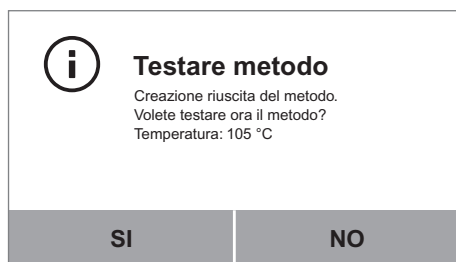 Testare metodo
Creazione riuscita del metodo.
Volete testare ora il metodo?
Temperatura: 105 °C
SI
NO